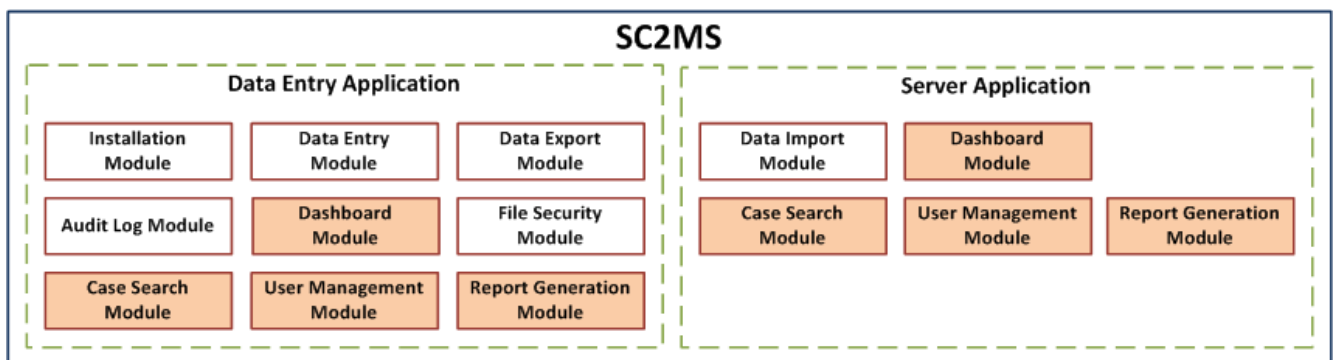 SC2MS
Data Entry Application
Installation
Module
Data Entry
Module
Data Export
Module
Audit Log Module
Dashboard
Module
File Security
Module
Case Search
Module
User Management
Module
Report Generation
Module
Server Application
Data Import
Module
Dashboard
Module
Case Search
Module
User Management
Module
Report Generation
Module